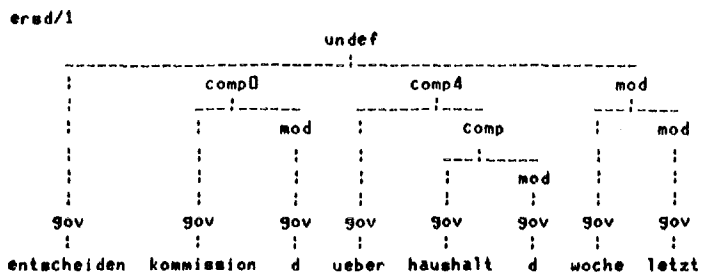 ersd/1
undef
comp0 comp4 mod
mod comp mod
mod
gov gov gov gov gov gov gov gov
entscheiden kommission d ueber haushalt d woche letzt